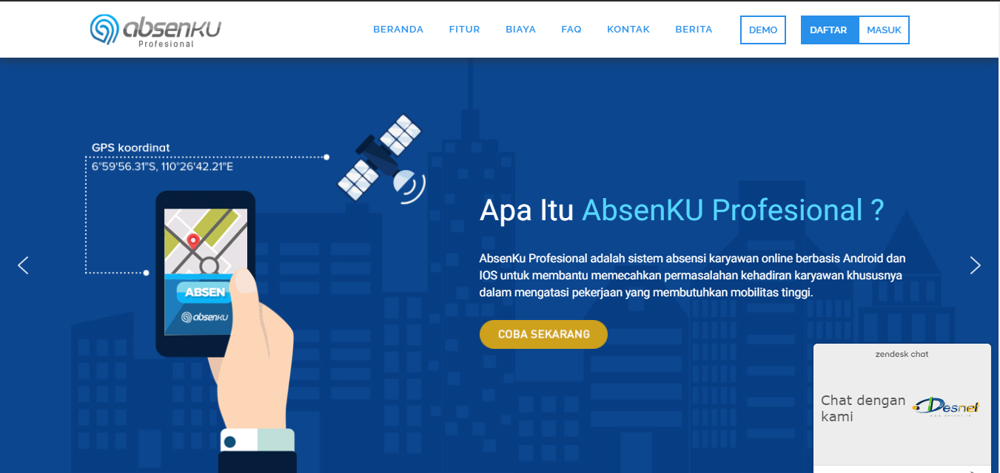 absenku
Profesional
BERANDA
FITUR
BIAYA
FAQ
KONTAK
BERITA
DEMO
DAFTAR
MASUK
GPS koordinat
6°59'56.31"S, 110°26'42.21"E
ABSEN
absenku
Apa Itu AbsenKU Profesional ?
AbsenKu Profesional adalah sistem absensi karyawan online berbasis Android dan
IOS untuk membantu memecahkan permasalahan kehadiran karyawan khususnya
dalam mengatasi pekerjaan yang membutuhkan mobilitas tinggi.
COBA SEKARANG
zendesk chat
Chat dengan
kami
Desnet
www.desnet.id